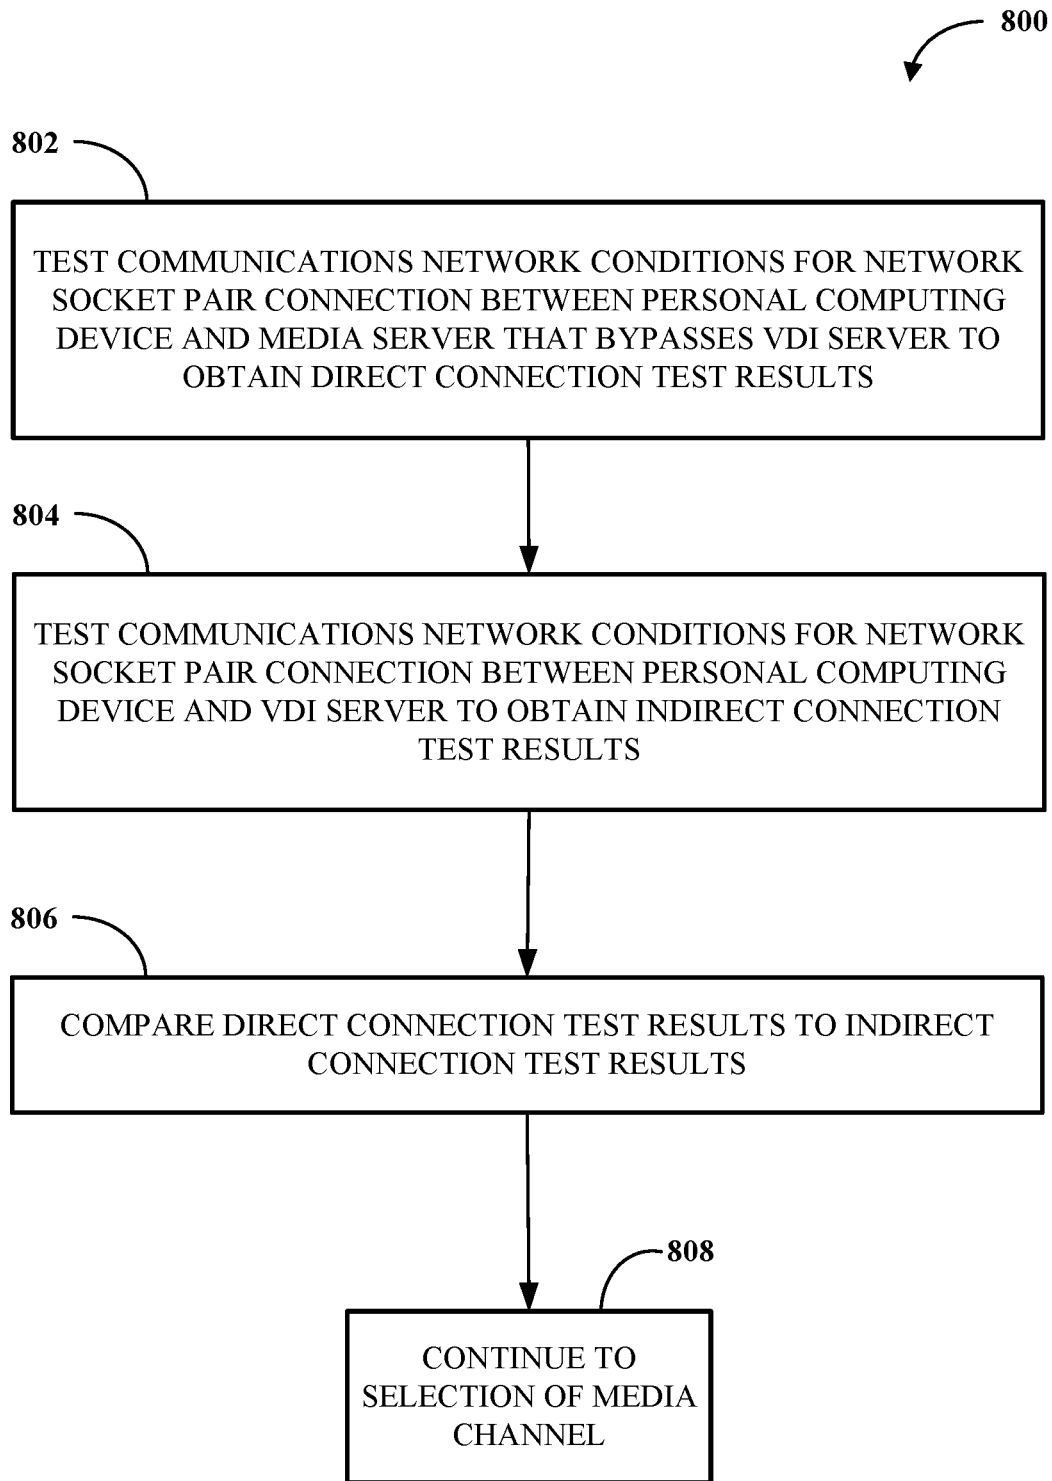 800
802
TEST COMMUNICATIONS NETWORK CONDITIONS FOR NETWORK
SOCKET PAIR CONNECTION BETWEEN PERSONAL COMPUTING
DEVICE AND MEDIA SERVER THAT BYPASSES VDI SERVER TO
OBTAIN DIRECT CONNECTION TEST RESULTS
804
TEST COMMUNICATIONS NETWORK CONDITIONS FOR NETWORK
SOCKET PAIR CONNECTION BETWEEN PERSONAL COMPUTING
DEVICE AND VDI SERVER TO OBTAIN INDIRECT CONNECTION
TEST RESULTS
806
COMPARE DIRECT CONNECTION TEST RESULTS TO INDIRECT
CONNECTION TEST RESULTS
808
CONTINUE TO
SELECTION OF MEDIA
CHANNEL